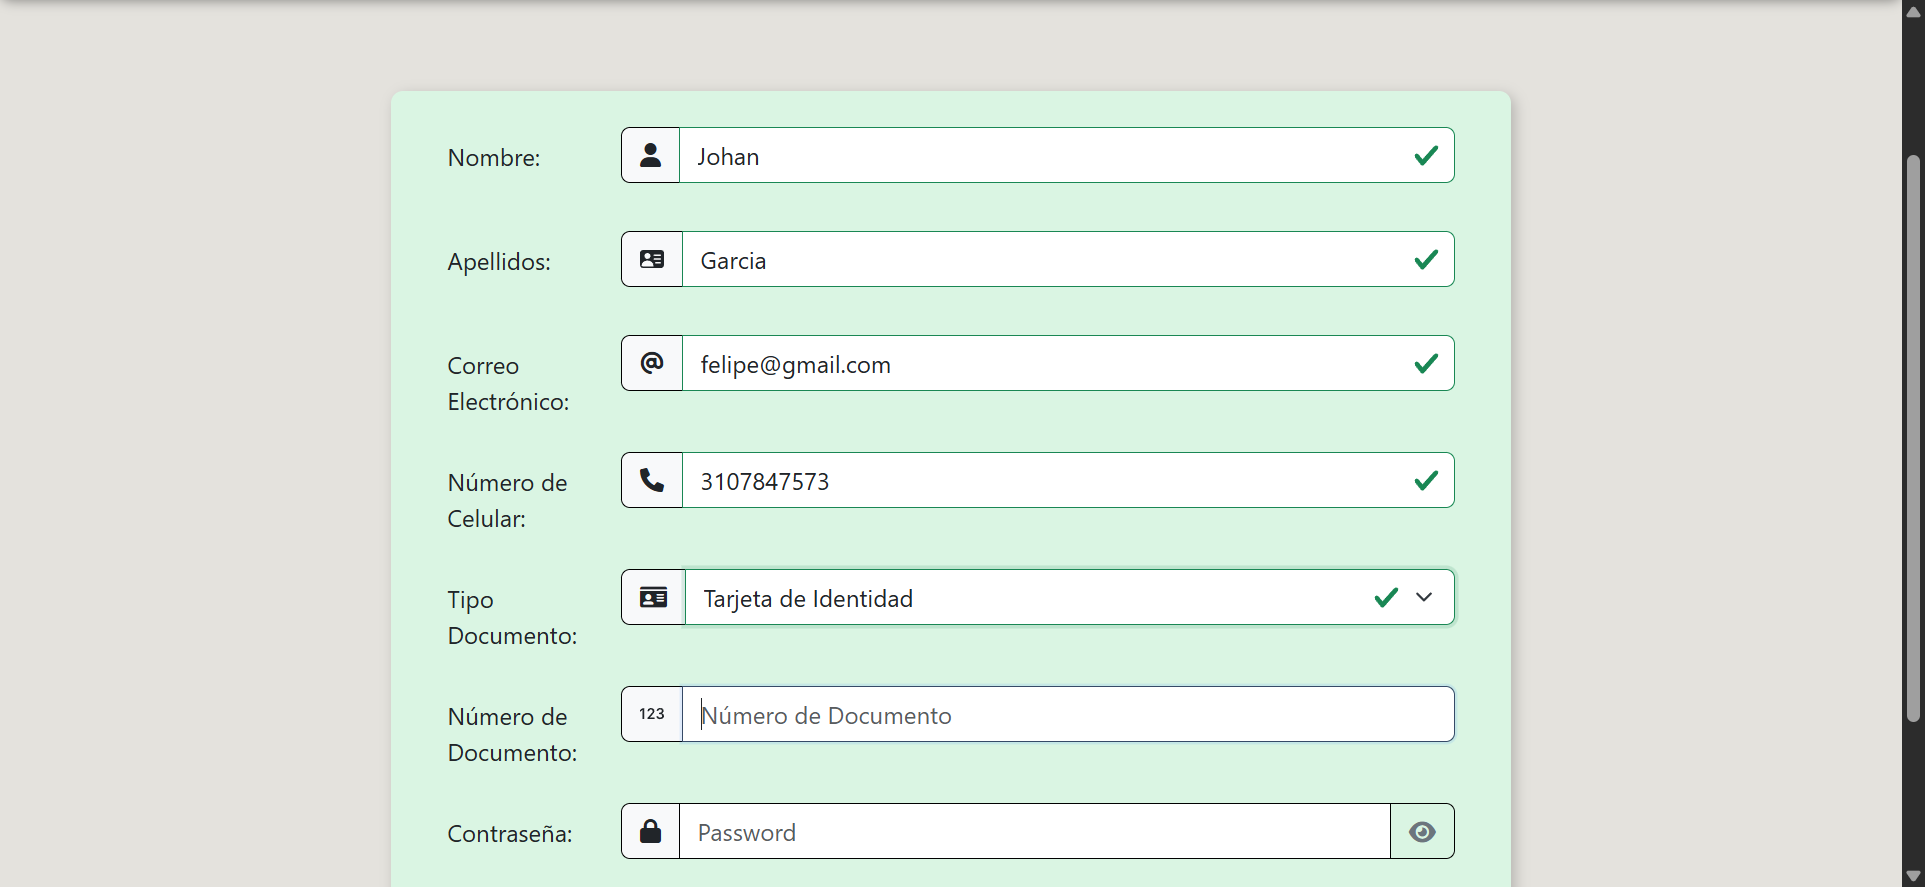 Nombre:
Johan
Apellidos:
Garcia
Correo
Electrónico:
felipe@gmail.com
Número de
Celular:
3107847573
Tipo
Documento:
Tarjeta de Identidad
Número de
Documento:
123
Número de Documento
Contraseña:
Password